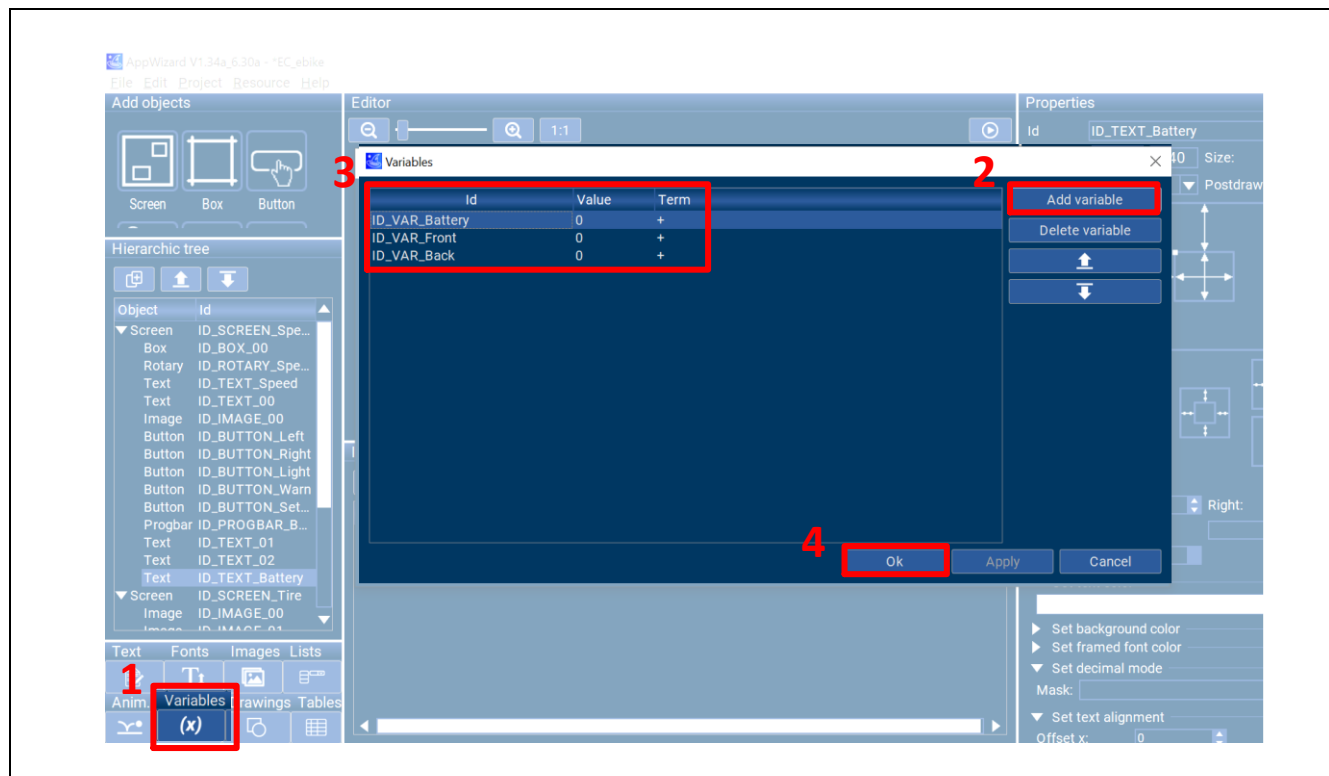 AppWizard V1.34a_6.30a - *EC_ebike
File Edit Project Resource Help
Add objects
Screen Box Button
Hierarchic tree
Object Id
Screen ID_SCREEN_Spe...
Box ID_BOX_00
Rotary ID_ROTARY_Spe...
Text ID_TEXT_Speed
Text ID_TEXT_00
Image ID_IMAGE_00
Button ID_BUTTON_Left
Button ID_BUTTON_Right
Button ID_BUTTON_Light
Button ID_BUTTON_Warn
Button ID_BUTTON_Set...
Progbar ID_PROGBAR_B...
Text ID_TEXT_01
Text ID_TEXT_02
Text ID_TEXT_Battery
Screen ID_SCREEN_Tire
Image ID_IMAGE_00
Image ID_IMAGE_01
Text Fonts Images Lists
1
Anim. Variables rawings Tables
(x)
Editor
1:1
3
Variables
Id Value Term
ID_VAR_Battery 0 +
ID_VAR_Front 0 +
ID_VAR_Back 0 +
2
Add variable
Delete variable
4
Ok Apply Cancel
Properties
Id ID_TEXT_Battery
40 Size:
Postdraw
Right:
Set background color
Set framed font color
Set decimal mode
Mask:
Set text alignment
Offset x: 0